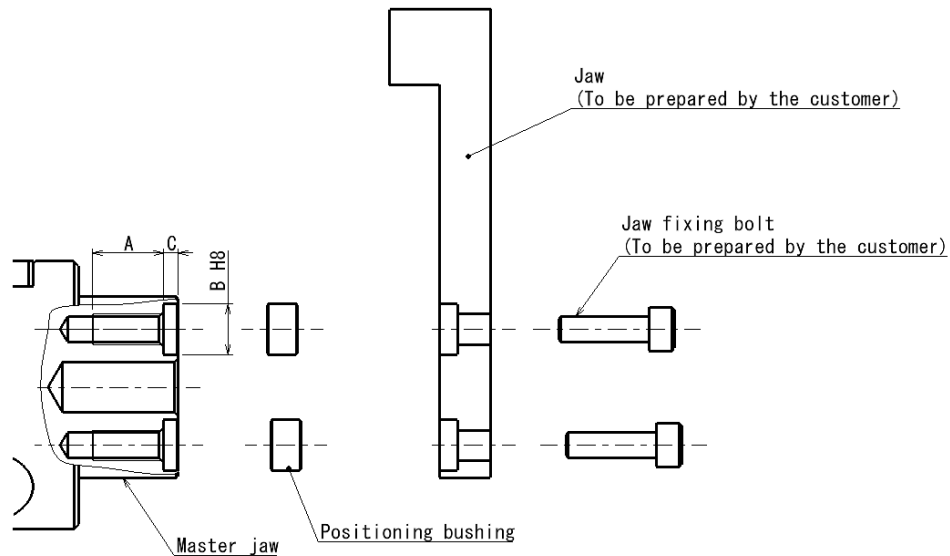 Jaw
(To be prepared by the customer)
Jaw fixing bolt
(To be prepared by the customer)
A
C
B H8
Positioning bushing
Master jaw